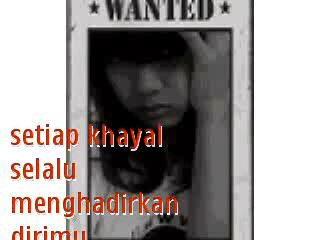 ★WANTED★
setiap khayal
selalu
menghadirkan
dirimu